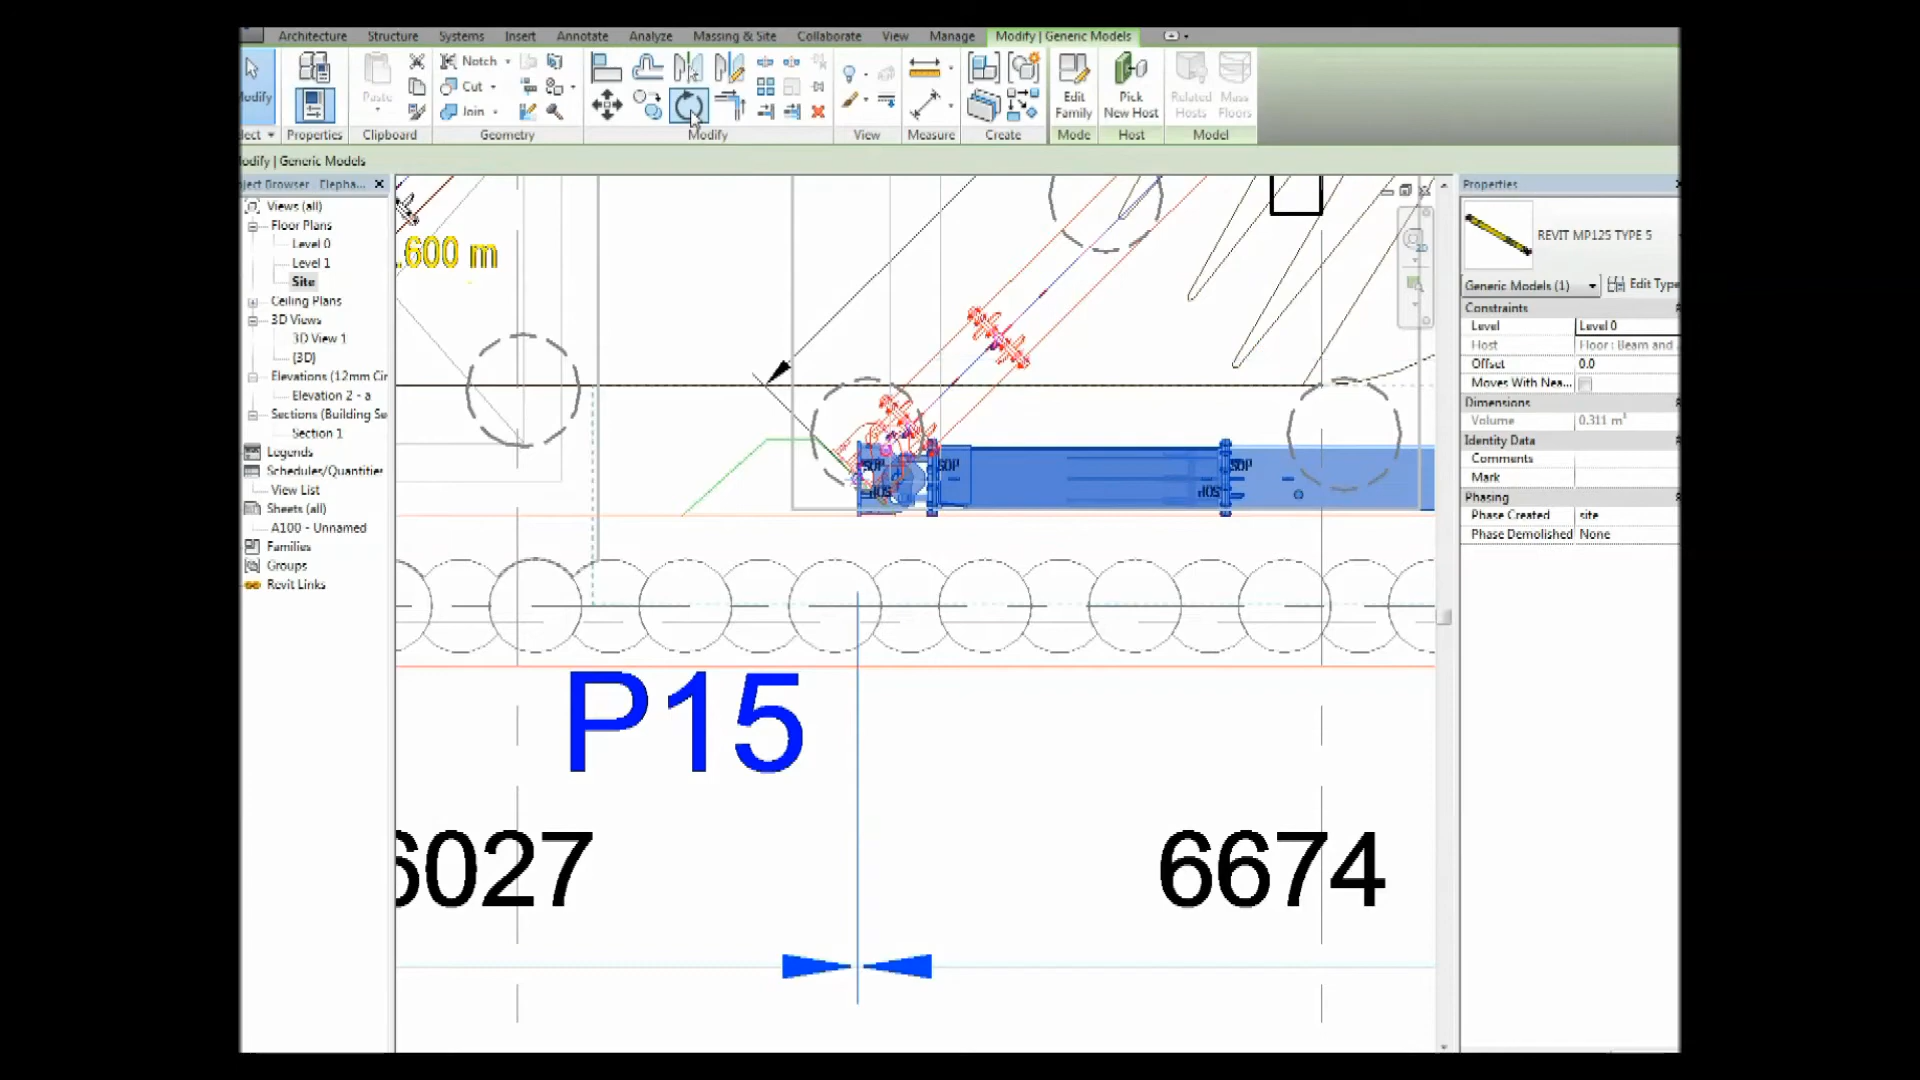 Architecture Structure Systems Insert Annotate Analyze Massing & Site Collaborate View Manage Modify | Generic Models
Modify Paste Notch Cut Join Edit Family Pick New Host Related Hosts Mass Floors
Properties Clipboard Geometry Modify View Measure Create Mode Host Model
Modify | Generic Models
Views (all)
Floor Plans
Level 0
Level 1
Site
Ceiling Plans
3D Views
3D View 1
{3D}
Elevations (12mm Cir
Elevation 2 - a
Sections (Building Se
Section 1
Legends
Schedules/Quantities
View List
Sheets (all)
A100 - Unnamed
Families
Groups
Revit Links
.600 m
SOP
SOP
SOP
P15
6027
6674
Properties
REVIT MP125 TYPE 5
Generic Models (1) Edit Type
Constraints
Level Level 0
Host Floor : Beam and
Offset 0.0
Moves With Nea...
Dimensions
Volume 0.311 m³
Identity Data
Comments
Mark
Phasing
Phase Created site
Phase Demolished None